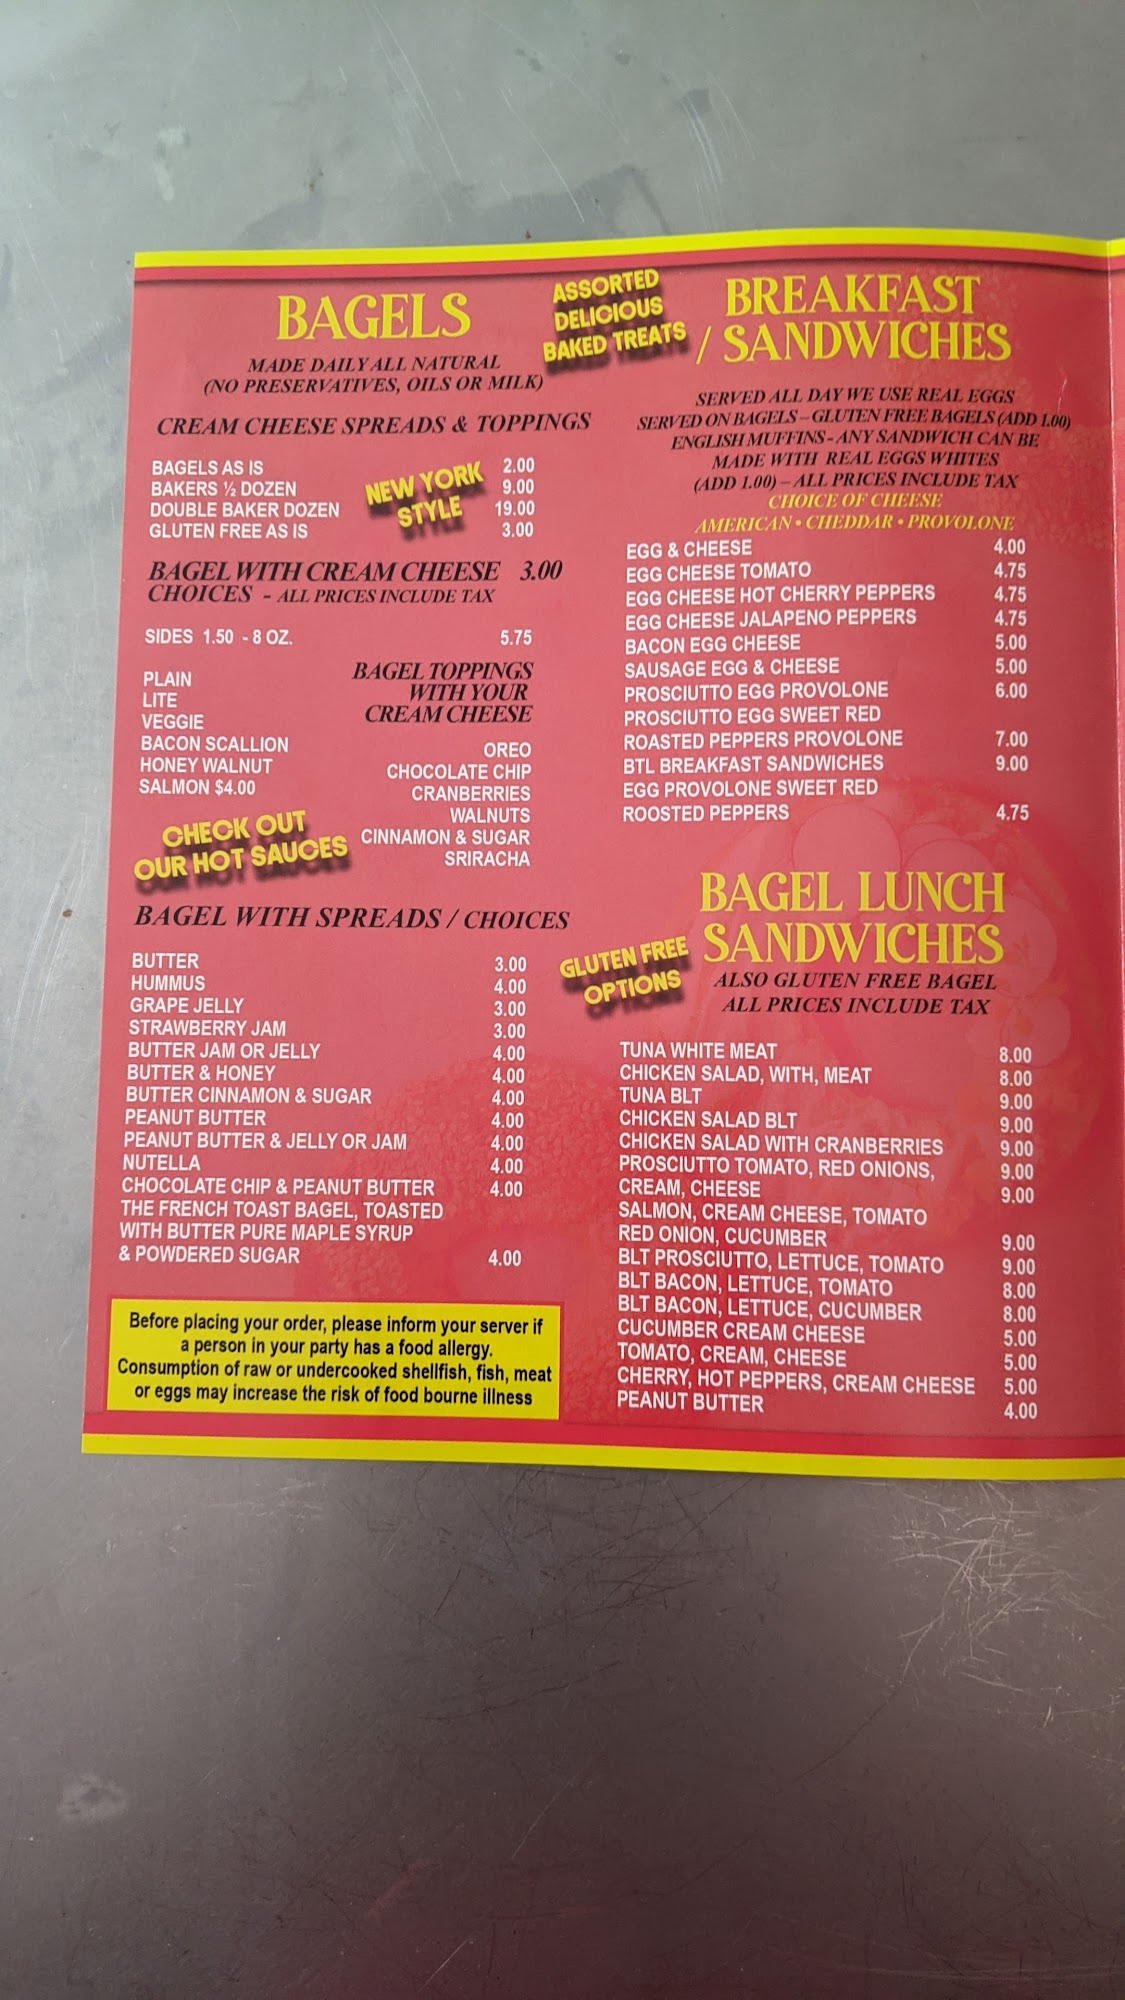 BAGELS
MADE DAILY ALL NATURAL
(NO PRESERVATIVES, OILS OR MILK)
CREAM CHEESE SPREADS & TOPPINGS
BAGELS AS IS 2.00
BAKERS ½ DOZEN 9.00
DOUBLE BAKER DOZEN 19.00
GLUTEN FREE AS IS 3.00
NEW YORK
STYLE
BAGEL WITH CREAM CHEESE 3.00
CHOICES - ALL PRICES INCLUDE TAX
SIDES 1.50 - 8 OZ. 5.75
PLAIN
LITE
VEGGIE
BACON SCALLION
HONEY WALNUT
SALMON $4.00
BAGEL TOPPINGS
WITH YOUR
CREAM CHEESE
OREO
CHOCOLATE CHIP
CRANBERRIES
WALNUTS
CINNAMON & SUGAR
SRIRACHA
CHECK OUT
OUR HOT SAUCES
BAGEL WITH SPREADS / CHOICES
BUTTER 3.00
HUMMUS 4.00
GRAPE JELLY 3.00
STRAWBERRY JAM 3.00
BUTTER JAM OR JELLY 4.00
BUTTER & HONEY 4.00
BUTTER CINNAMON & SUGAR 4.00
PEANUT BUTTER 4.00
PEANUT BUTTER & JELLY OR JAM 4.00
NUTELLA 4.00
CHOCOLATE CHIP & PEANUT BUTTER 4.00
THE FRENCH TOAST BAGEL, TOASTED
WITH BUTTER PURE MAPLE SYRUP
& POWDERED SUGAR 4.00
Before placing your order, please inform your server if
a person in your party has a food allergy.
Consumption of raw or undercooked shellfish, fish, meat
or eggs may increase the risk of food bourne illness
ASSORTED
DELICIOUS
BAKED TREATS
BREAKFAST
/ SANDWICHES
SERVED ALL DAY WE USE REAL EGGS
SERVED ON BAGELS – GLUTEN FREE BAGELS (ADD 1.00)
ENGLISH MUFFINS - ANY SANDWICH CAN BE
MADE WITH REAL EGGS WHITES
(ADD 1.00) – ALL PRICES INCLUDE TAX
CHOICE OF CHEESE
AMERICAN • CHEDDAR • PROVOLONE
EGG & CHEESE 4.00
EGG CHEESE TOMATO 4.75
EGG CHEESE HOT CHERRY PEPPERS 4.75
EGG CHEESE JALAPENO PEPPERS 4.75
BACON EGG CHEESE 5.00
SAUSAGE EGG & CHEESE 5.00
PROSCIUTTO EGG PROVOLONE 6.00
PROSCIUTTO EGG SWEET RED
ROASTED PEPPERS PROVOLONE 7.00
BTL BREAKFAST SANDWICHES 9.00
EGG PROVOLONE SWEET RED
ROOSTED PEPPERS 4.75
GLUTEN FREE
OPTIONS
BAGEL LUNCH
SANDWICHES
ALSO GLUTEN FREE BAGEL
ALL PRICES INCLUDE TAX
TUNA WHITE MEAT 8.00
CHICKEN SALAD, WITH, MEAT 8.00
TUNA BLT 9.00
CHICKEN SALAD BLT 9.00
CHICKEN SALAD WITH CRANBERRIES 9.00
PROSCIUTTO TOMATO, RED ONIONS, 9.00
CREAM, CHEESE 9.00
SALMON, CREAM CHEESE, TOMATO
RED ONION, CUCUMBER 9.00
BLT PROSCIUTTO, LETTUCE, TOMATO 9.00
BLT BACON, LETTUCE, TOMATO 8.00
BLT BACON, LETTUCE, CUCUMBER 8.00
CUCUMBER CREAM CHEESE 5.00
TOMATO, CREAM, CHEESE 5.00
CHERRY, HOT PEPPERS, CREAM CHEESE 5.00
PEANUT BUTTER 4.00